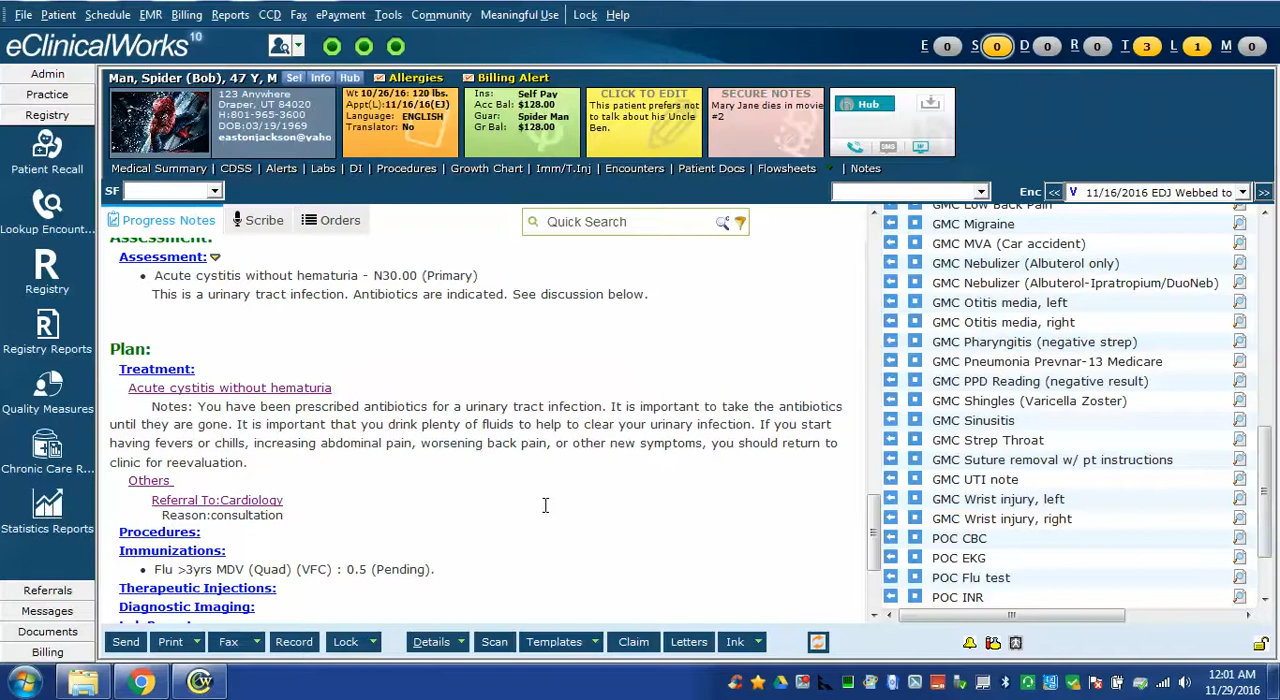 File Patient Schedule EMR Billing Reports CCD Fax ePayment Tools Community Meaningful Use Lock Help
eClinicalWorks 10
E 0 S 0 D 0 R 0 T 3 L 1 M 0
Admin
Practice
Registry
Patient Recall
Lookup Encount...
Registry
Registry Reports
Quality Measures
Chronic Care R...
Statistics Reports
Referrals
Messages
Documents
Billing
Man, Spider (Bob), 47 Y, M Sel Info Hub Allergies Billing Alert
123 Anywhere
Draper, UT 84020
H:801-965-3600
DOB:03/19/1969
eastonjackson@yaho
Wt 10/26/16: 120 lbs.
Appt(L):11/16/16(EJ)
Language: ENGLISH
Translator: No
Ins: Self Pay
Acc Bal: $128.00
Guar: Spider Man
Gr Bal: $128.00
CLICK TO EDIT
This patient prefers not
to talk about his Uncle
Ben.
SECURE NOTES
Mary Jane dies in movie
#2
Hub
Medical Summary CDSS Alerts Labs DI Procedures Growth Chart Imm/T.Inj Encounters Patient Docs Flowsheets Notes
SF
Enc << V 11/16/2016 EDJ Webbed to >>
Progress Notes Scribe Orders Quick Search
Assessment:
Assessment:
Acute cystitis without hematuria - N30.00 (Primary)
This is a urinary tract infection. Antibiotics are indicated. See discussion below.
Plan:
Treatment:
Acute cystitis without hematuria
Notes: You have been prescribed antibiotics for a urinary tract infection. It is important to take the antibiotics
until they are gone. It is important that you drink plenty of fluids to help to clear your urinary infection. If you start
having fevers or chills, increasing abdominal pain, worsening back pain, or other new symptoms, you should return to
clinic for reevaluation.
Others
Referral To:Cardiology
Reason:consultation
Procedures:
Immunizations:
Flu >3yrs MDV (Quad) (VFC) : 0.5 (Pending).
Therapeutic Injections:
Diagnostic Imaging:
GMC Low Back Pain
GMC Migraine
GMC MVA (Car accident)
GMC Nebulizer (Albuterol only)
GMC Nebulizer (Albuterol-Ipratropium/DuoNeb)
GMC Otitis media, left
GMC Otitis media, right
GMC Pharyngitis (negative strep)
GMC Pneumonia Prevnar-13 Medicare
GMC PPD Reading (negative result)
GMC Shingles (Varicella Zoster)
GMC Sinusitis
GMC Strep Throat
GMC Suture removal w/ pt instructions
GMC UTI note
GMC Wrist injury, left
GMC Wrist injury, right
POC CBC
POC EKG
POC Flu test
POC INR
Send Print Fax Record Lock Details Scan Templates Claim Letters Ink
12:01 AM
11/29/2016